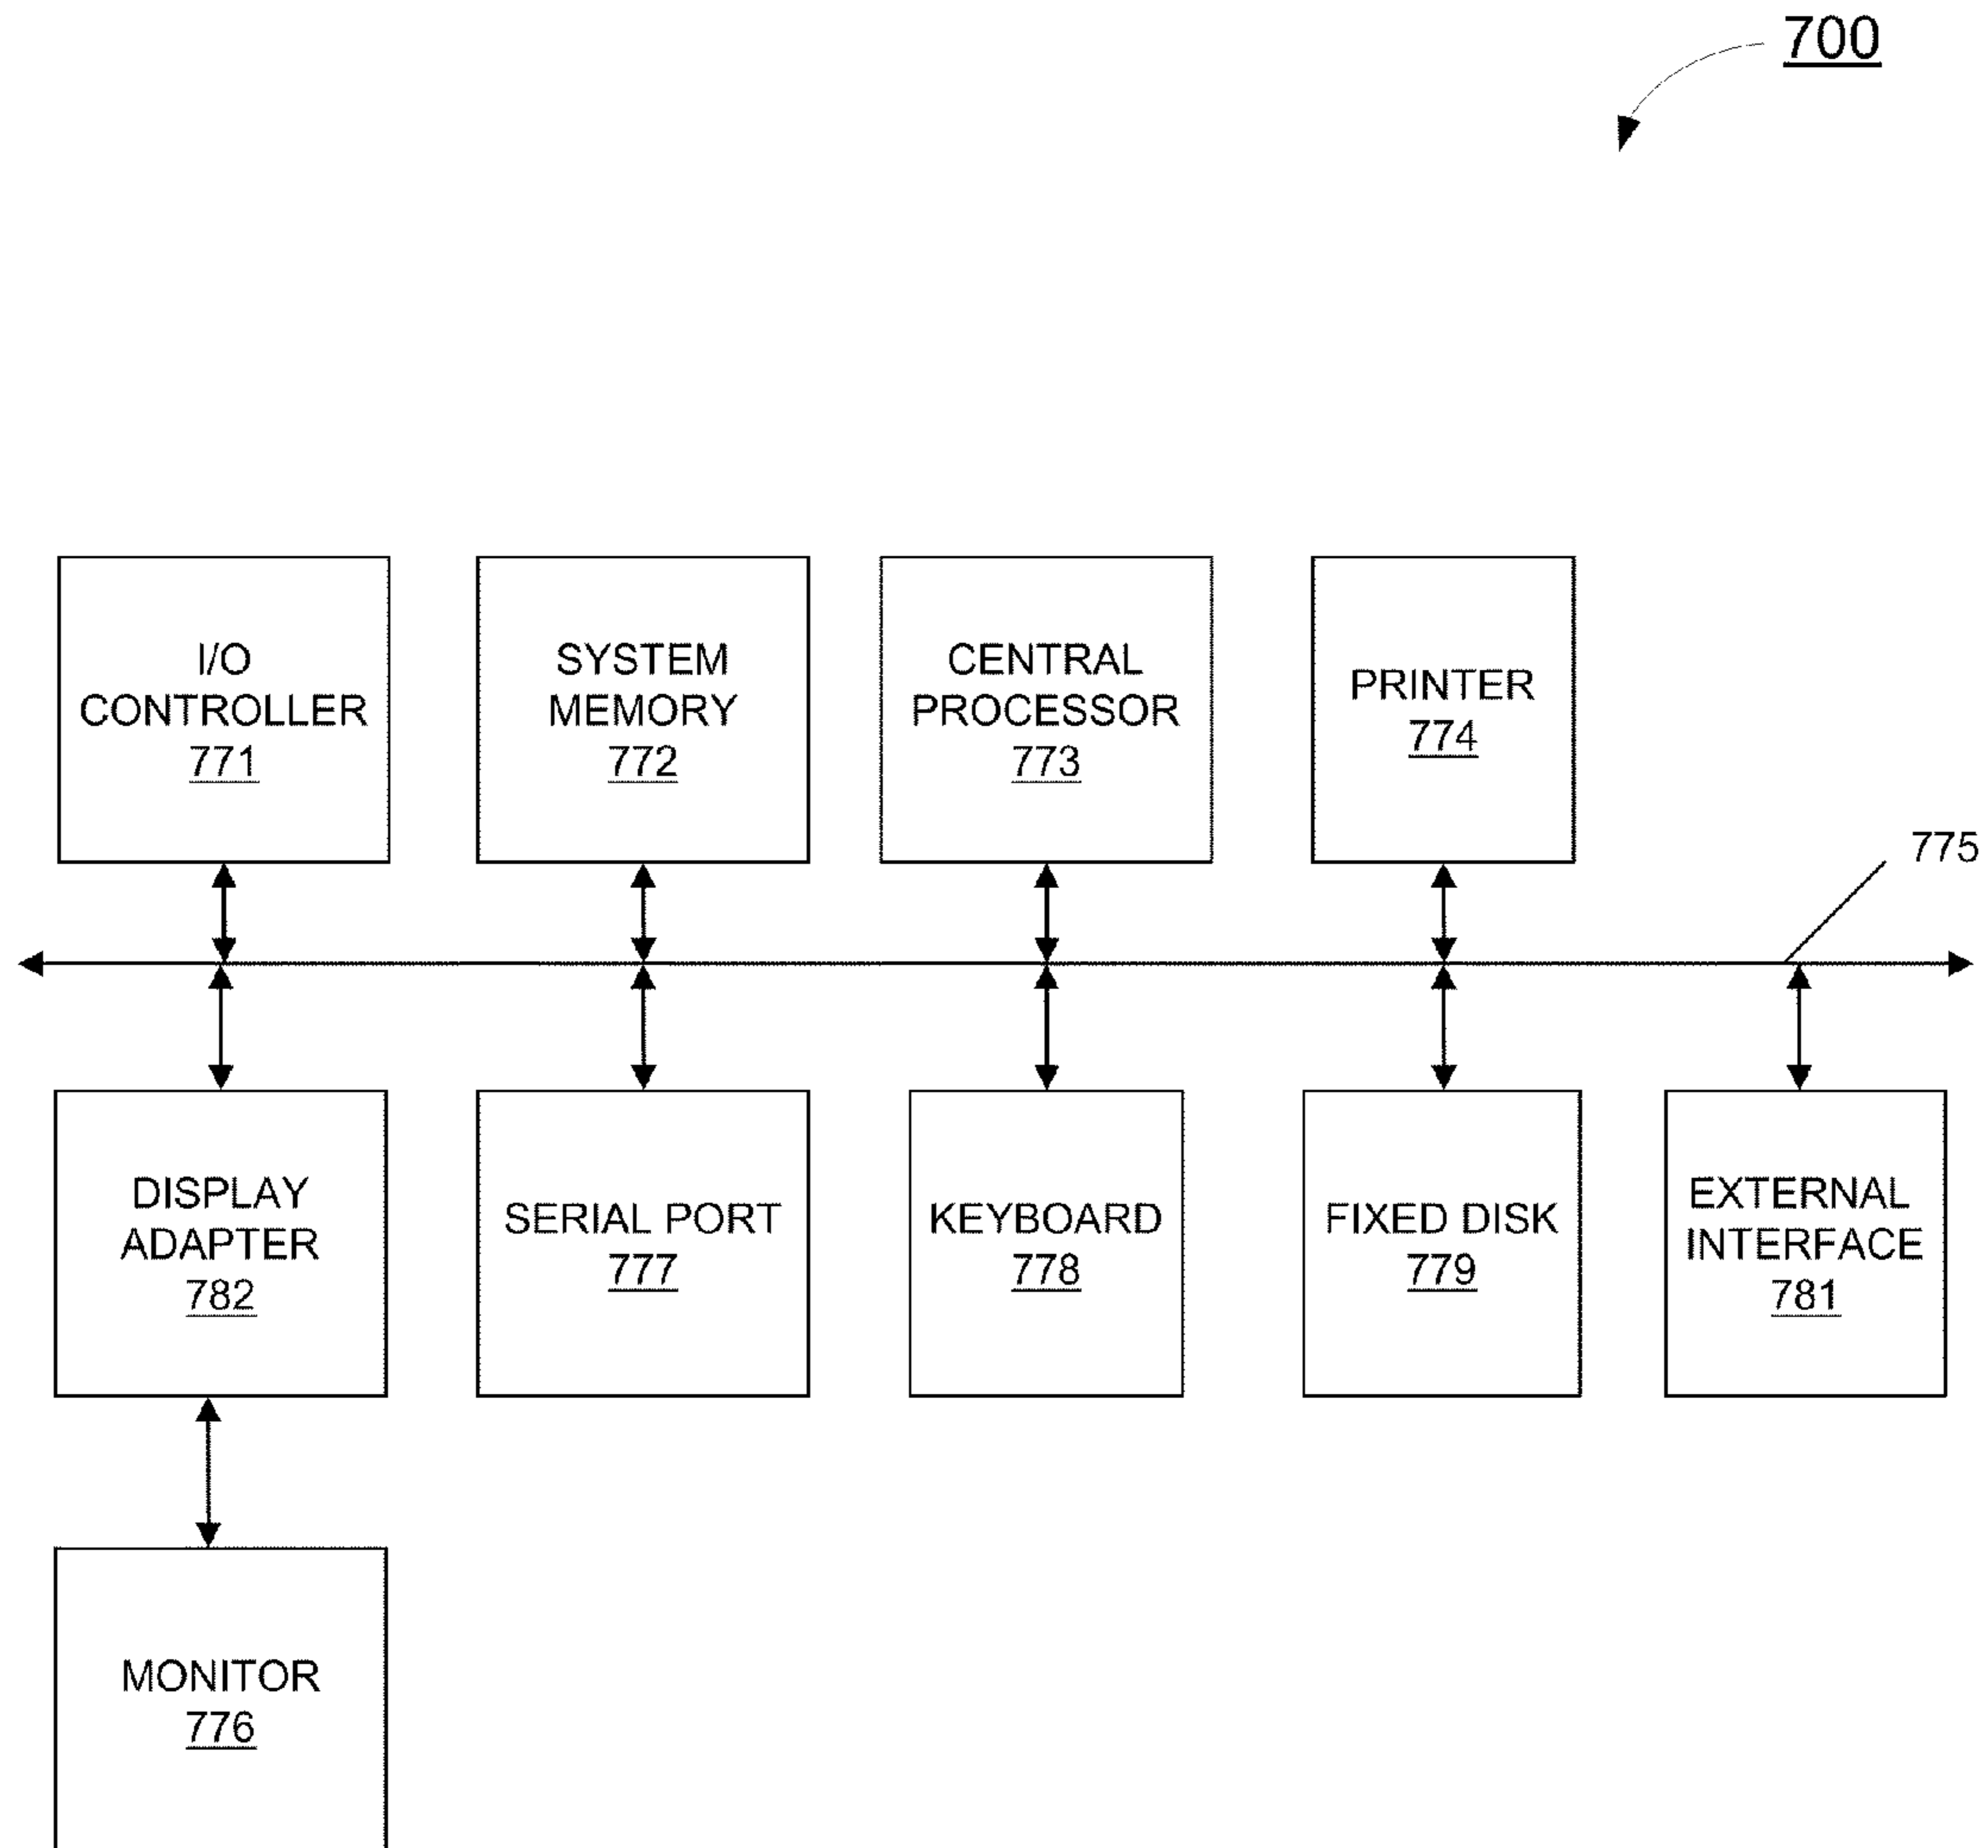 700
I/O
CONTROLLER
771
SYSTEM
MEMORY
772
CENTRAL
PROCESSOR
773
PRINTER
774
775
DISPLAY
ADAPTER
782
SERIAL PORT
777
KEYBOARD
778
FIXED DISK
779
EXTERNAL
INTERFACE
781
MONITOR
776